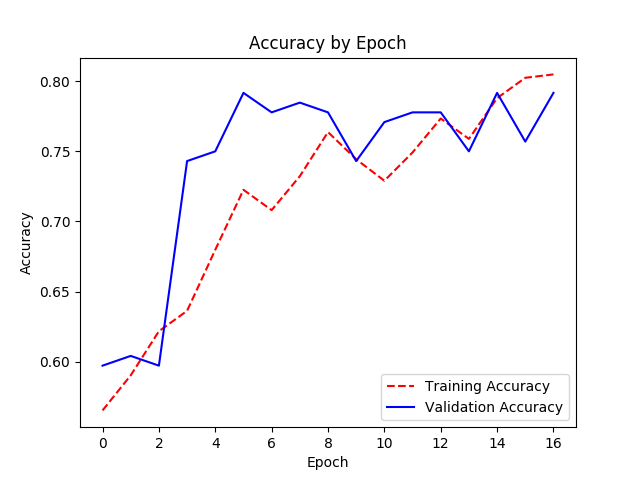 Accuracy by Epoch
0.80
0.75
0.70
0.65
0.60
Accuracy
Training Accuracy
Validation Accuracy
0 2 4 6 8 10 12 14 16
Epoch